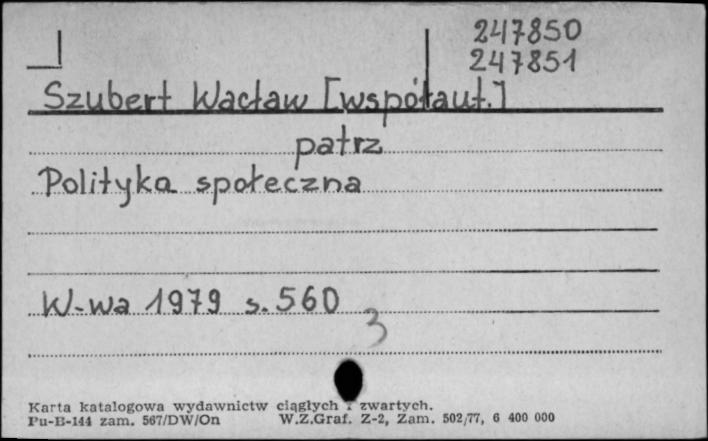 247850
247851
Szubert Wacław [współaut.]
patrz
Polityka społeczna
W-wa 1979 s. 560
3
Karta katalogowa wydawnictw ciągłych i zwartych.
Pu-B-144 zam. 567/DW/On W.Z.Graf. Z-2, Zam. 502/77, 6 400 000